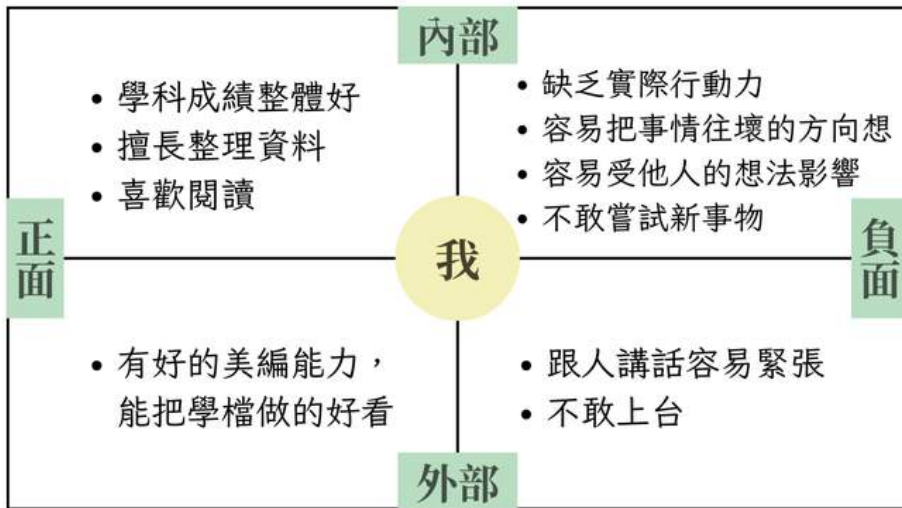 內部
• 學科成績整體好
• 擅長整理資料
• 喜歡閱讀
• 缺乏實際行動力
• 容易把事情往壞的方向想
• 容易受他人的想法影響
• 不敢嘗試新事物
正面
我
負面
• 有好的美編能力，
能把學檔做的好看
• 跟人講話容易緊張
• 不敢上台
外部